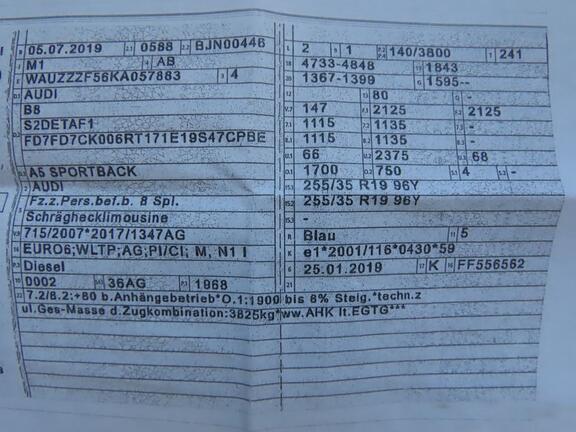 05.07.2019 0588 BJN00446
M1 AB
WAUZZZF56KA057883 4
AUDI
B8
S2DETAF1
FD7FD7CK006RT171E19S47CPBE
A5 SPORTBACK
AUDI
Fz.z.Pers.bef.b. 8 Spl.
Schräghecklimousine
715/2007*2017/1347AG
EURO6;WLTP;AG;PI/CI; M, N1 I
Diesel
0002 36AG 1968
2 1 140/3800 241
4733-4848 1843
1367-1399 1595--
80 -
147 2125 2125
1115 1135 -
1115 1135 -
66 2375 68
1700 750 4 -
255/35 R19 96Y
255/35 R19 96Y
-
Blau 5
e1*2001/116*0430*59
25.01.2019 K FF556562
7.2/8.2:+80 b.Anhängebetrieb*O.1:1900 bis 8% Steig.*techn.z
ul.Ges-Masse d.Zugkombination:3825kg*ww.AHK lt.EGTG***